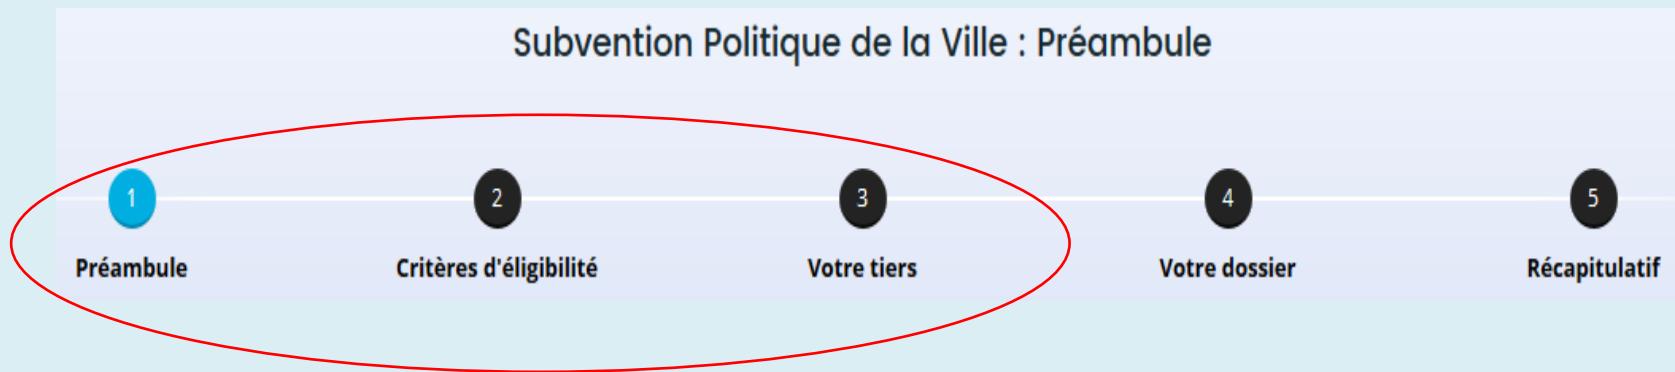 Subvention Politique de la Ville : Préambule
1 2 3 4 5
Préambule Critères d'éligibilité Votre tiers Votre dossier Récapitulatif